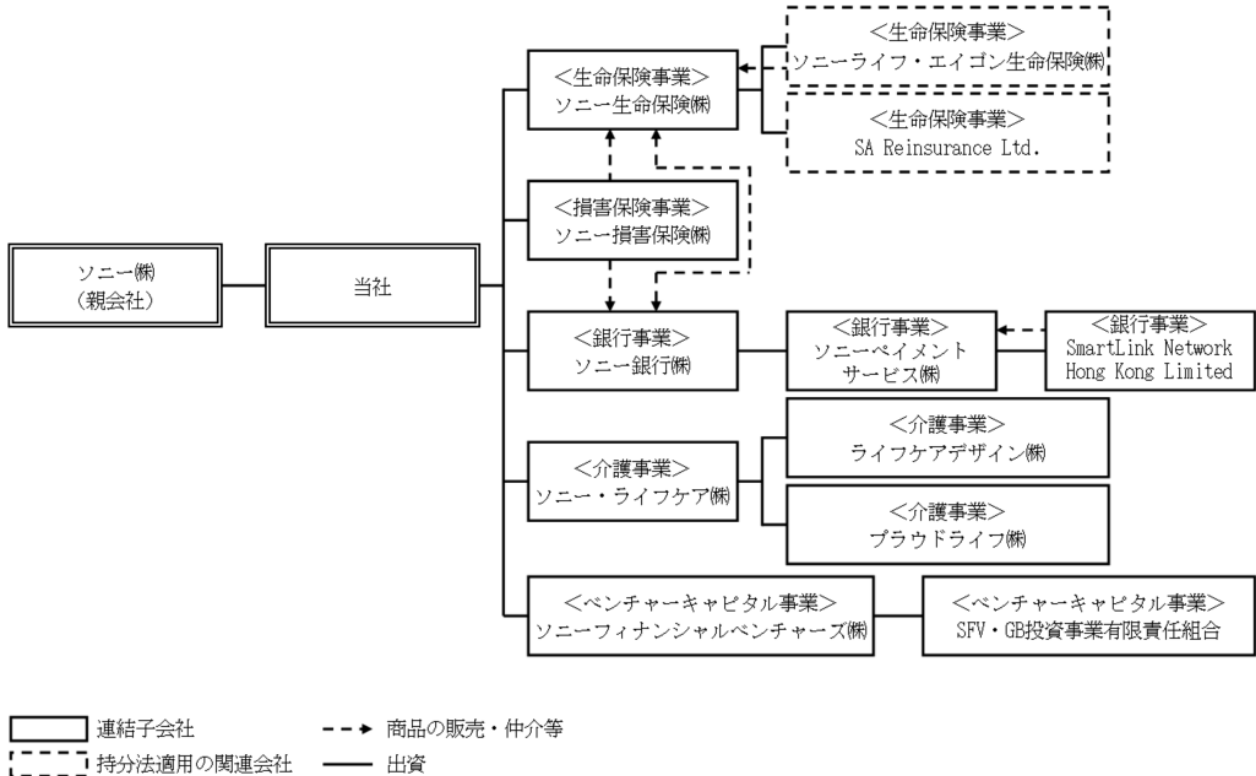 <生命保険事業>
ソニーライフ・エイゴン生命保険㈱
<生命保険事業>
ソニー生命保険㈱
<生命保険事業>
SA Reinsurance Ltd.
<損害保険事業>
ソニー損害保険㈱
ソニー㈱
（親会社）
当社
<銀行事業>
ソニー銀行㈱
<銀行事業>
ソニーペイメント
サービス㈱
<銀行事業>
SmartLink Network
Hong Kong Limited
<介護事業>
ソニー・ライフケア㈱
<介護事業>
ライフケアデザイン㈱
<介護事業>
プラウドライフ㈱
<ベンチャーキャピタル事業>
ソニーフィナンシャルベンチャーズ㈱
<ベンチャーキャピタル事業>
SFV・GB投資事業有限責任組合
連結子会社
商品の販売・仲介等
持分法適用の関連会社
出資